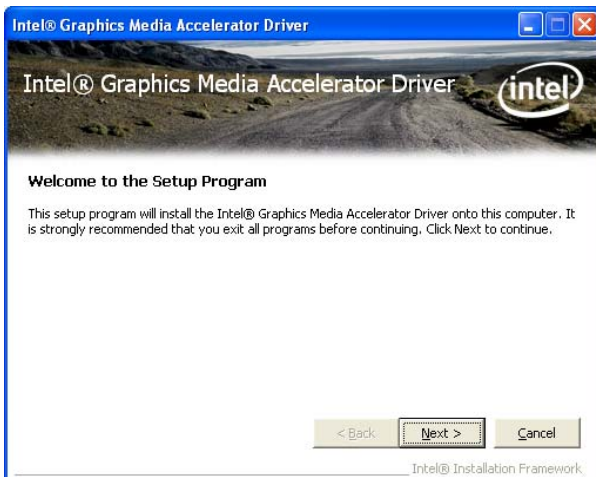 Intel® Graphics Media Accelerator Driver
Intel® Graphics Media Accelerator Driver
intel
Welcome to the Setup Program
This setup program will install the Intel® Graphics Media Accelerator Driver onto this computer. It
is strongly recommended that you exit all programs before continuing. Click Next to continue.
< Back
Next >
Cancel
Intel® Installation Framework